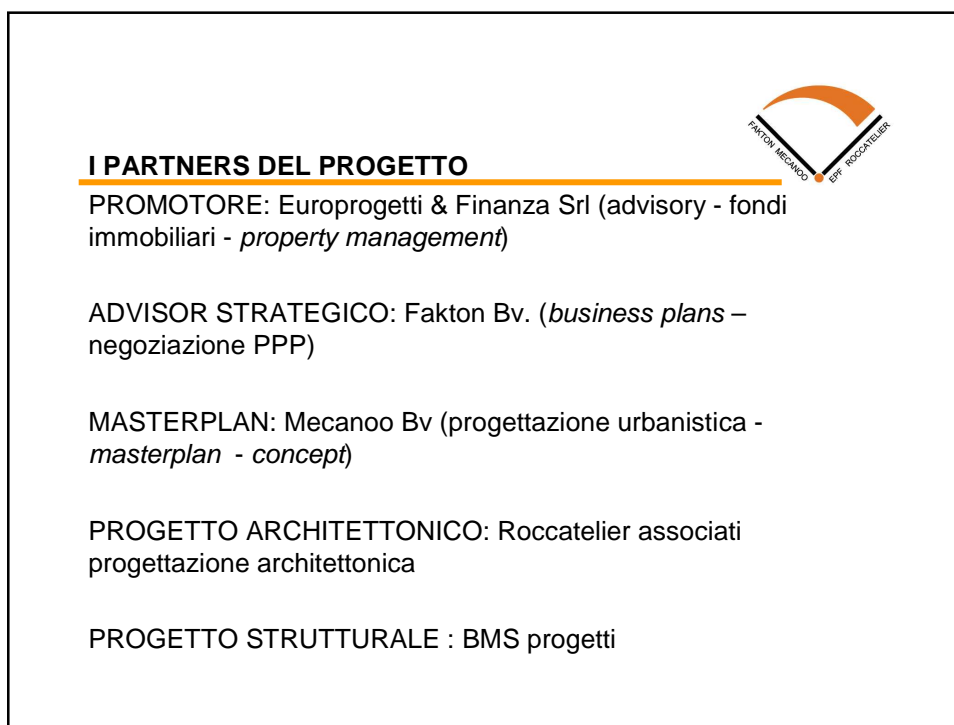 FAKTON MECANOO
EPF ROCCATELIER
I PARTNERS DEL PROGETTO
PROMOTORE: Europrogetti & Finanza Srl (advisory - fondi
immobiliari - property management)
ADVISOR STRATEGICO: Fakton Bv. (business plans –
negoziazione PPP)
MASTERPLAN: Mecanoo Bv (progettazione urbanistica -
masterplan - concept)
PROGETTO ARCHITETTONICO: Roccatelier associati
progettazione architettonica
PROGETTO STRUTTURALE : BMS progetti